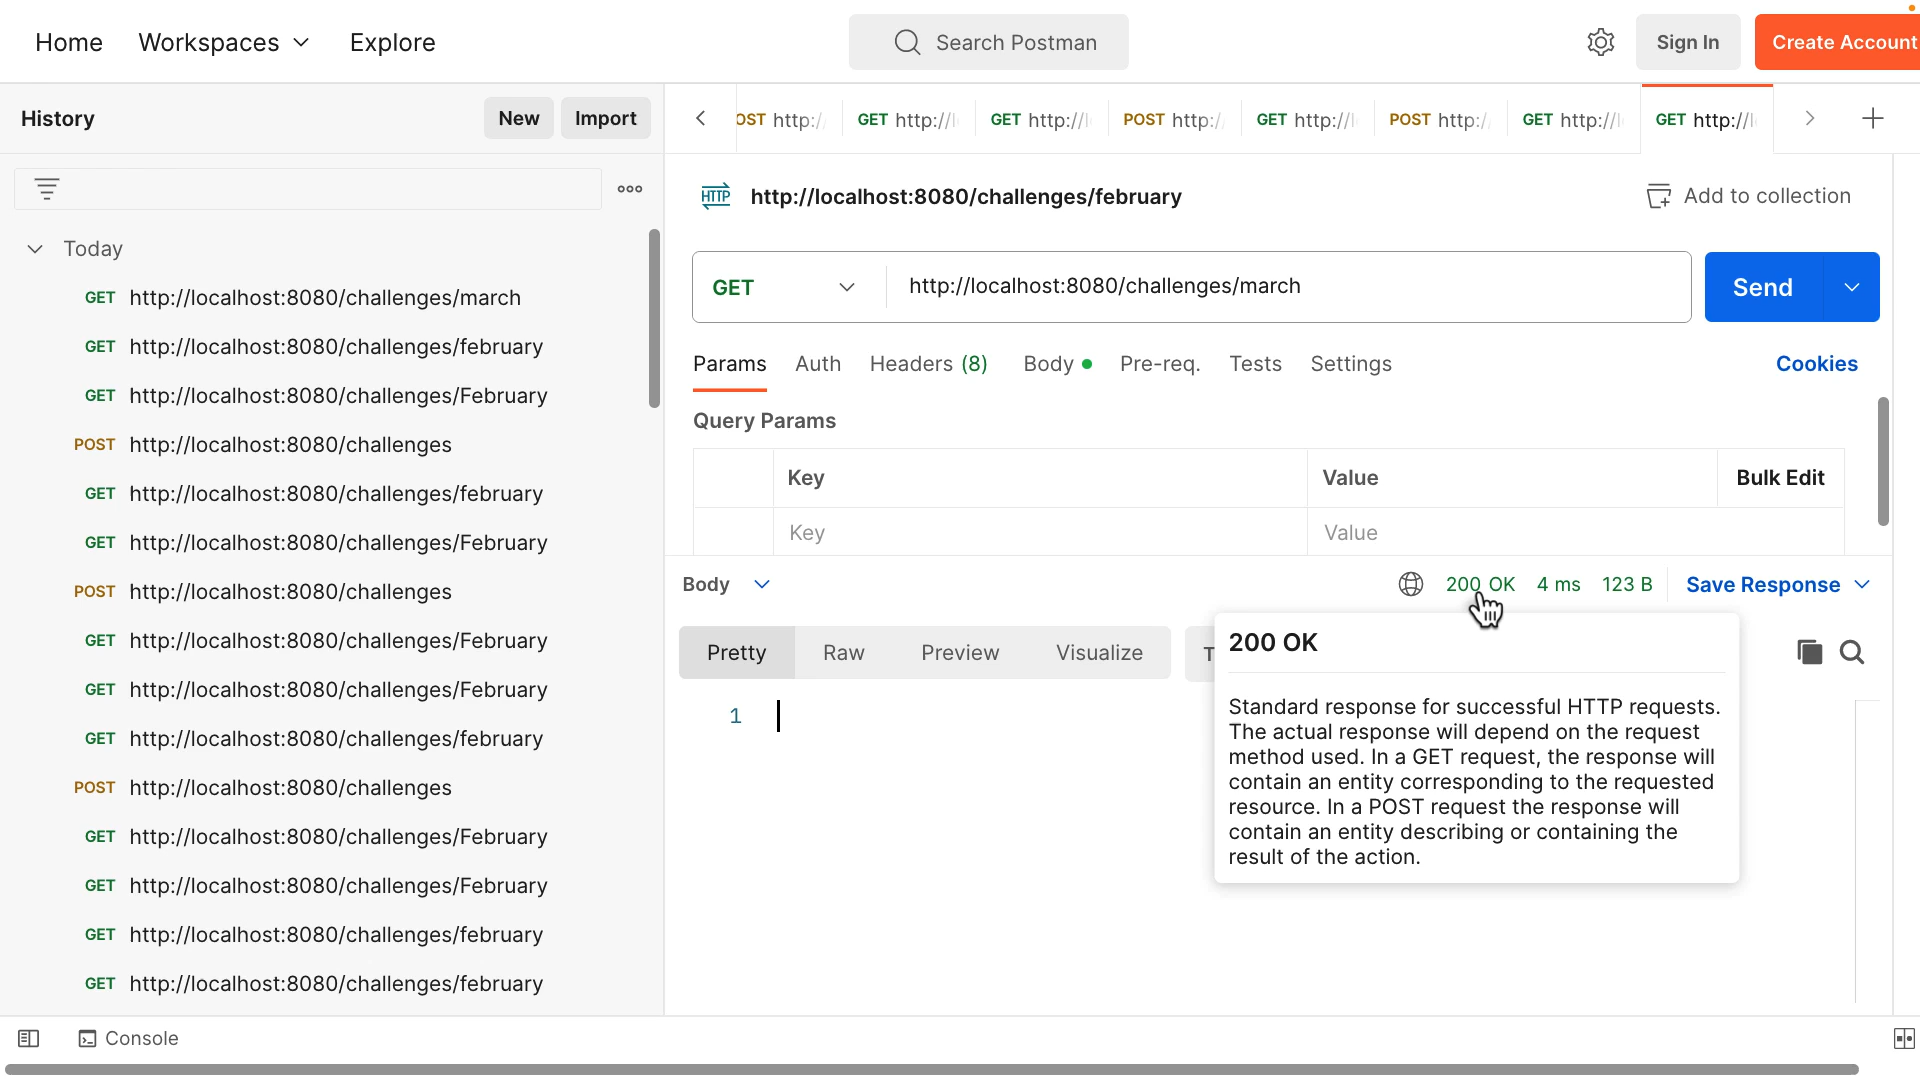 Home Workspaces Explore Search Postman Sign In Create Account
History New Import
OST http:/ GET http:// GET http:// POST http:/ GET http:// POST http:/ GET http:// GET http://
HTTP http://localhost:8080/challenges/february Add to collection
Today
GET http://localhost:8080/challenges/march
GET http://localhost:8080/challenges/february
GET http://localhost:8080/challenges/February
POST http://localhost:8080/challenges
GET http://localhost:8080/challenges/february
GET http://localhost:8080/challenges/February
POST http://localhost:8080/challenges
GET http://localhost:8080/challenges/February
GET http://localhost:8080/challenges/February
GET http://localhost:8080/challenges/february
POST http://localhost:8080/challenges
GET http://localhost:8080/challenges/February
GET http://localhost:8080/challenges/February
GET http://localhost:8080/challenges/february
GET http://localhost:8080/challenges/february
GET http://localhost:8080/challenges/march Send
Params Auth Headers (8) Body Pre-req. Tests Settings Cookies
Query Params
Key Value Bulk Edit
Key Value
Body 200 OK 4 ms 123 B Save Response
Pretty Raw Preview Visualize T
1
200 OK
Standard response for successful HTTP requests.
The actual response will depend on the request
method used. In a GET request, the response will
contain an entity corresponding to the requested
resource. In a POST request the response will
contain an entity describing or containing the
result of the action.
Console